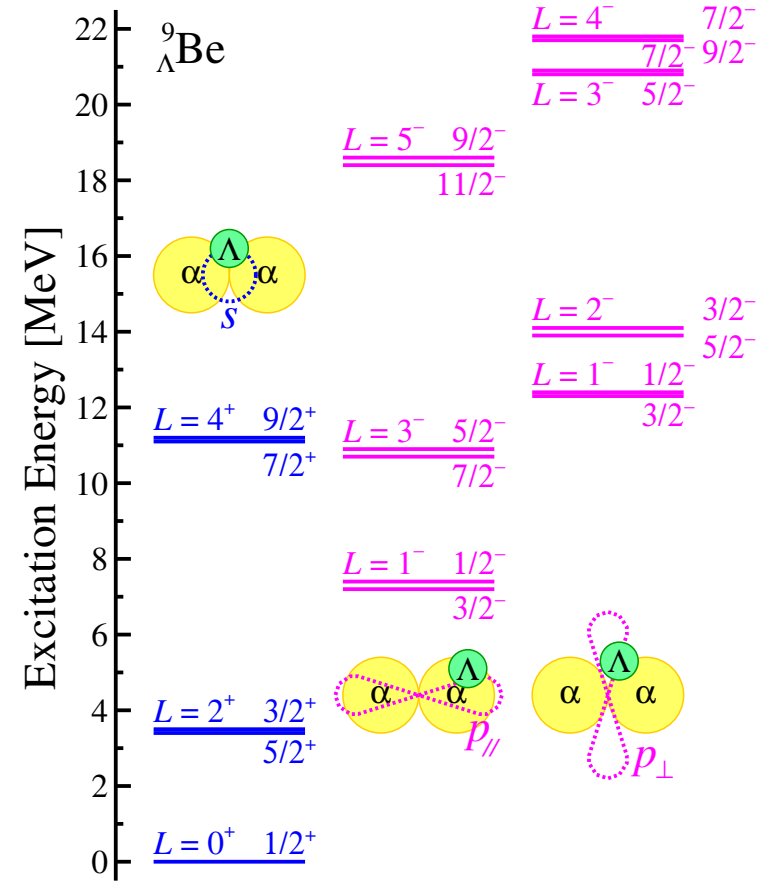 Excitation Energy [MeV]
22
20
18
16
14
12
10
8
6
4
2
0
⁹ΛBe
α Λ α
s
L = 4⁺ 9/2⁺
7/2⁺
L = 2⁺ 3/2⁺
5/2⁺
L = 0⁺ 1/2⁺
L = 5⁻ 9/2⁻
11/2⁻
L = 3⁻ 5/2⁻
7/2⁻
L = 1⁻ 1/2⁻
3/2⁻
α α Λ
p//
L = 4⁻ 7/2⁻
7/2⁻ 9/2⁻
L = 3⁻ 5/2⁻
L = 2⁻ 3/2⁻
5/2⁻
L = 1⁻ 1/2⁻
3/2⁻
α Λ α
p⊥